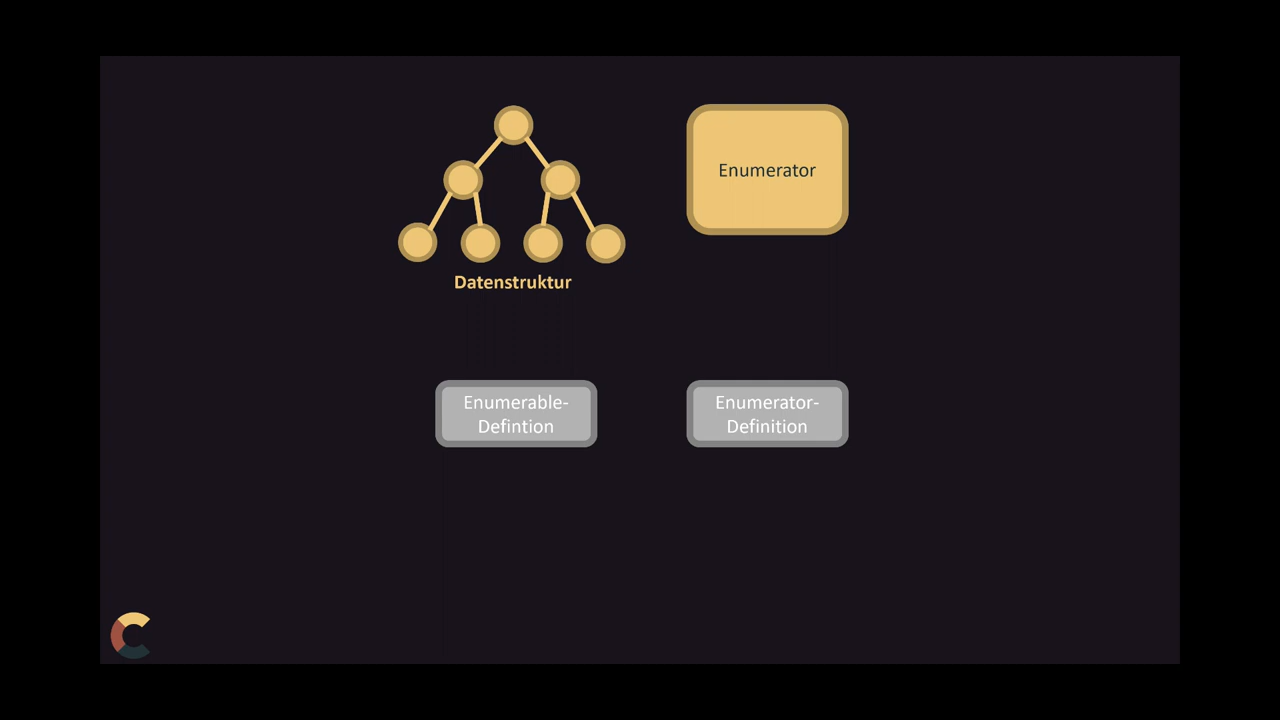 Enumerator
Datenstruktur
Enumerable-
Defintion
Enumerator-
Definition